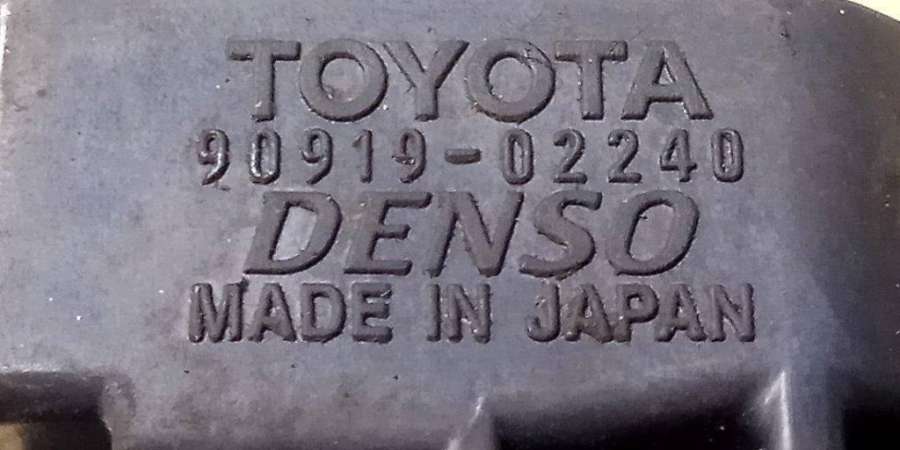 TOYOTA
90919-02240
DENSO
MADE IN JAPAN